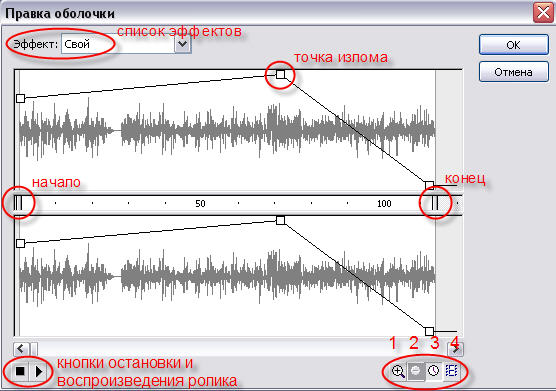 Правка оболочки
Эффект: Свой
список эффектов
OK
Отмена
точка излома
начало
конец
50
100
1 2 3 4
кнопки остановки и
воспроизведения ролика